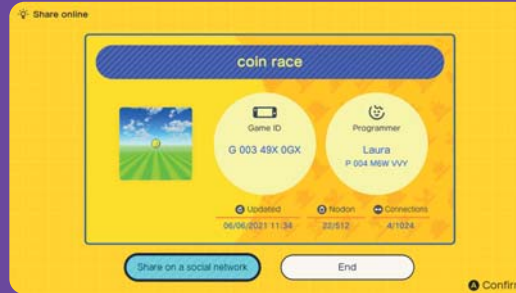 Share online
coin race
Game ID
G 003 49X 0GX
Programmer
Laura
P 004 M6W VVY
Updated
06/06/2021 11:34
Nodon
22/512
Connections
4/1024
Share on a social network
End
A Confirm